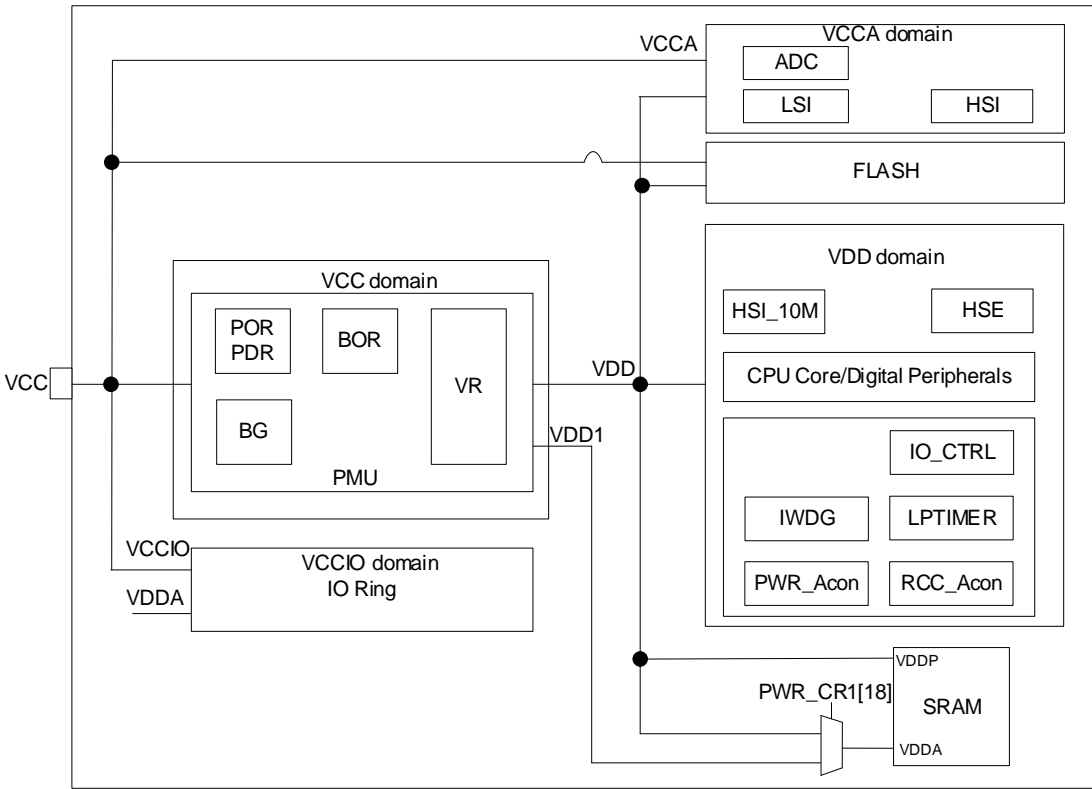 VCCA domain
VCCA
ADC
LSI
HSI
FLASH
VDD domain
VCC domain
HSI_10M
HSE
POR
PDR
BOR
VR
VCC
VDD
CPU Core/Digital Peripherals
BG
VDD1
PMU
IO_CTRL
IWDG
LPTIMER
VCCIO
VCCIO domain
IO Ring
VDDA
PWR_Acon
RCC_Acon
VDDP
PWR_CR1[18]
SRAM
VDDA